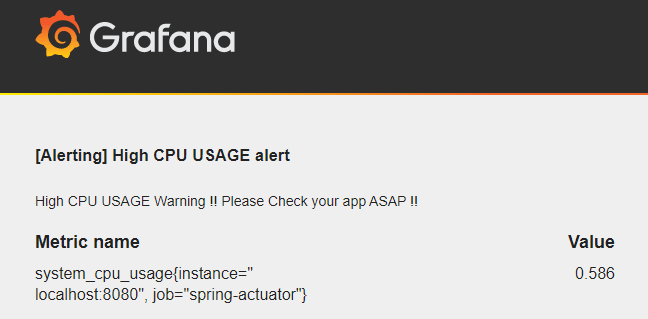 Grafana
[Alerting] High CPU USAGE alert
High CPU USAGE Warning !! Please Check your app ASAP !!
Metric name Value
system_cpu_usage{instance=" 0.586
localhost:8080", job="spring-actuator"}